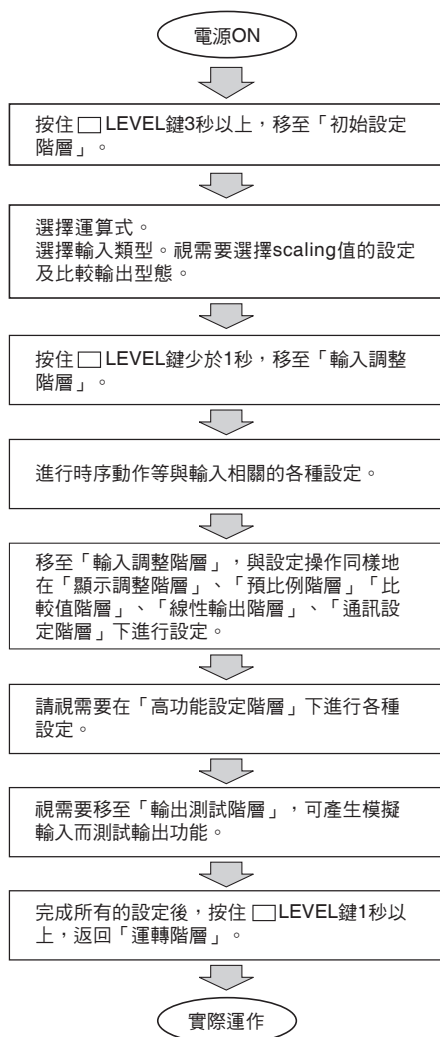 電源ON
按住 □ LEVEL鍵3秒以上，移至「初始設定
階層」。
選擇運算式。
選擇輸入類型。視需要選擇scaling值的設定
及比較輸出型態。
按住 □ LEVEL鍵少於1秒，移至「輸入調整
階層」。
進行時序動作等與輸入相關的各種設定。
移至「輸入調整階層」，與設定操作同樣地
在「顯示調整階層」、「預比例階層」「比
較值階層」、「線性輸出階層」、「通訊設
定階層」下進行設定。
請視需要在「高功能設定階層」下進行各種
設定。
視需要移至「輸出測試階層」，可產生模擬
輸入而測試輸出功能。
完成所有的設定後，按住 □ LEVEL鍵1秒以
上，返回「運轉階層」。
實際運作